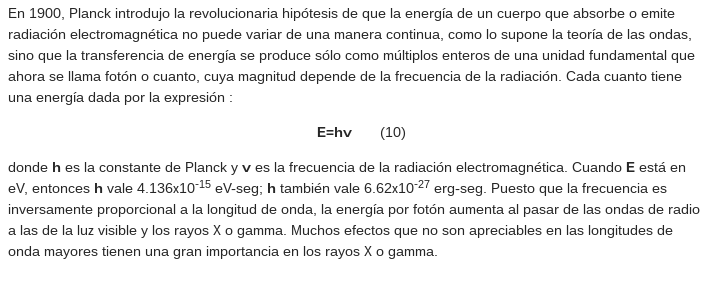 En 1900, Planck introdujo la revolucionaria hipótesis de que la energía de un cuerpo que absorbe o emite
radiación electromagnética no puede variar de una manera continua, como lo supone la teoría de las ondas,
sino que la transferencia de energía se produce sólo como múltiplos enteros de una unidad fundamental que
ahora se llama fotón o cuanto, cuya magnitud depende de la frecuencia de la radiación. Cada cuanto tiene
una energía dada por la expresión :
E=hν (10)
donde h es la constante de Planck y ν es la frecuencia de la radiación electromagnética. Cuando E está en
eV, entonces h vale 4.136x10⁻¹⁵ eV-seg; h también vale 6.62x10⁻²⁷ erg-seg. Puesto que la frecuencia es
inversamente proporcional a la longitud de onda, la energía por fotón aumenta al pasar de las ondas de radio
a las de la luz visible y los rayos X o gamma. Muchos efectos que no son apreciables en las longitudes de
onda mayores tienen una gran importancia en los rayos X o gamma.